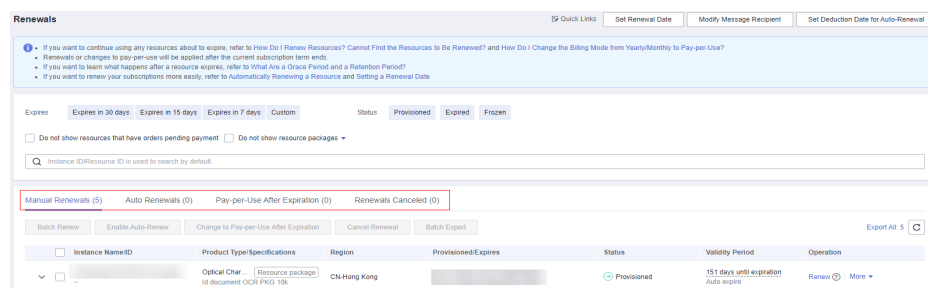 Renewals
Quick Links
Set Renewal Date
Modify Message Recipient
Set Deduction Date for Auto-Renewal
If you want to continue using any resources about to expire, refer to How Do I Renew Resources? Cannot Find the Resources to Be Renewed? and How Do I Change the Billing Mode from Yearly/Monthly to Pay-per-Use?
Renewals or changes to pay-per-use will be applied after the current subscription term ends.
If you want to learn what happens after a resource expires, refer to What Are a Grace Period and a Retention Period?
If you want to renew your subscriptions more easily, refer to Automatically Renewing a Resource and Setting a Renewal Date
Expires Expires in 30 days Expires in 15 days Expires in 7 days Custom Status Provisioned Expired Frozen
Do not show resources that have orders pending payment Do not show resource packages
Instance ID/Resource ID is used to search by default.
Manual Renewals (5) Auto Renewals (0) Pay-per-Use After Expiration (0) Renewals Canceled (0)
Batch Renew Enable Auto-Renew Change to Pay-per-Use After Expiration Cancel Renewal Batch Export Export All: 5
Instance Name/ID Product Type/Specifications Region Provisioned/Expires Status Validity Period Operation
Optical Char... Resource package CN-Hong Kong Provisioned 151 days until expiration Renew More
Id document OCR PKG 10k Auto expire